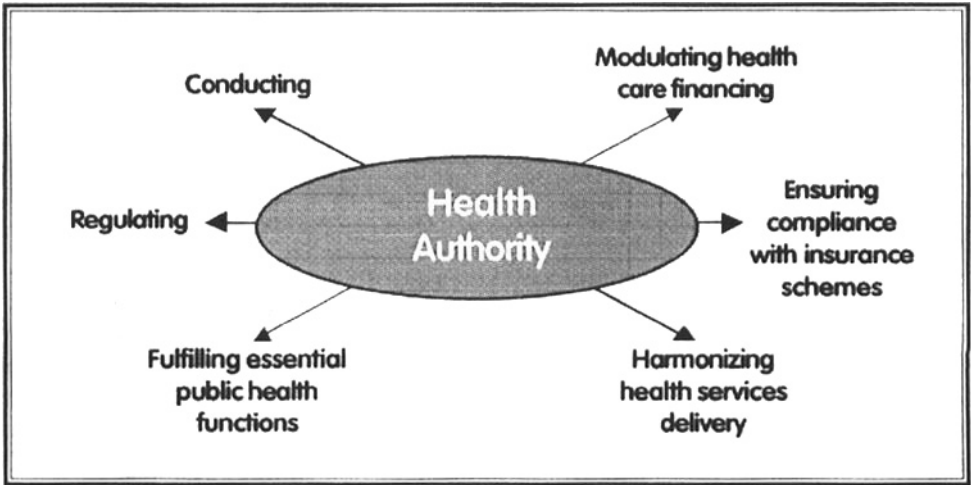 Conducting
Modulating health
care financing
Health
Authority
Regulating
Ensuring
compliance
with insurance
schemes
Fulfilling essential
public health
functions
Harmonizing
health services
delivery